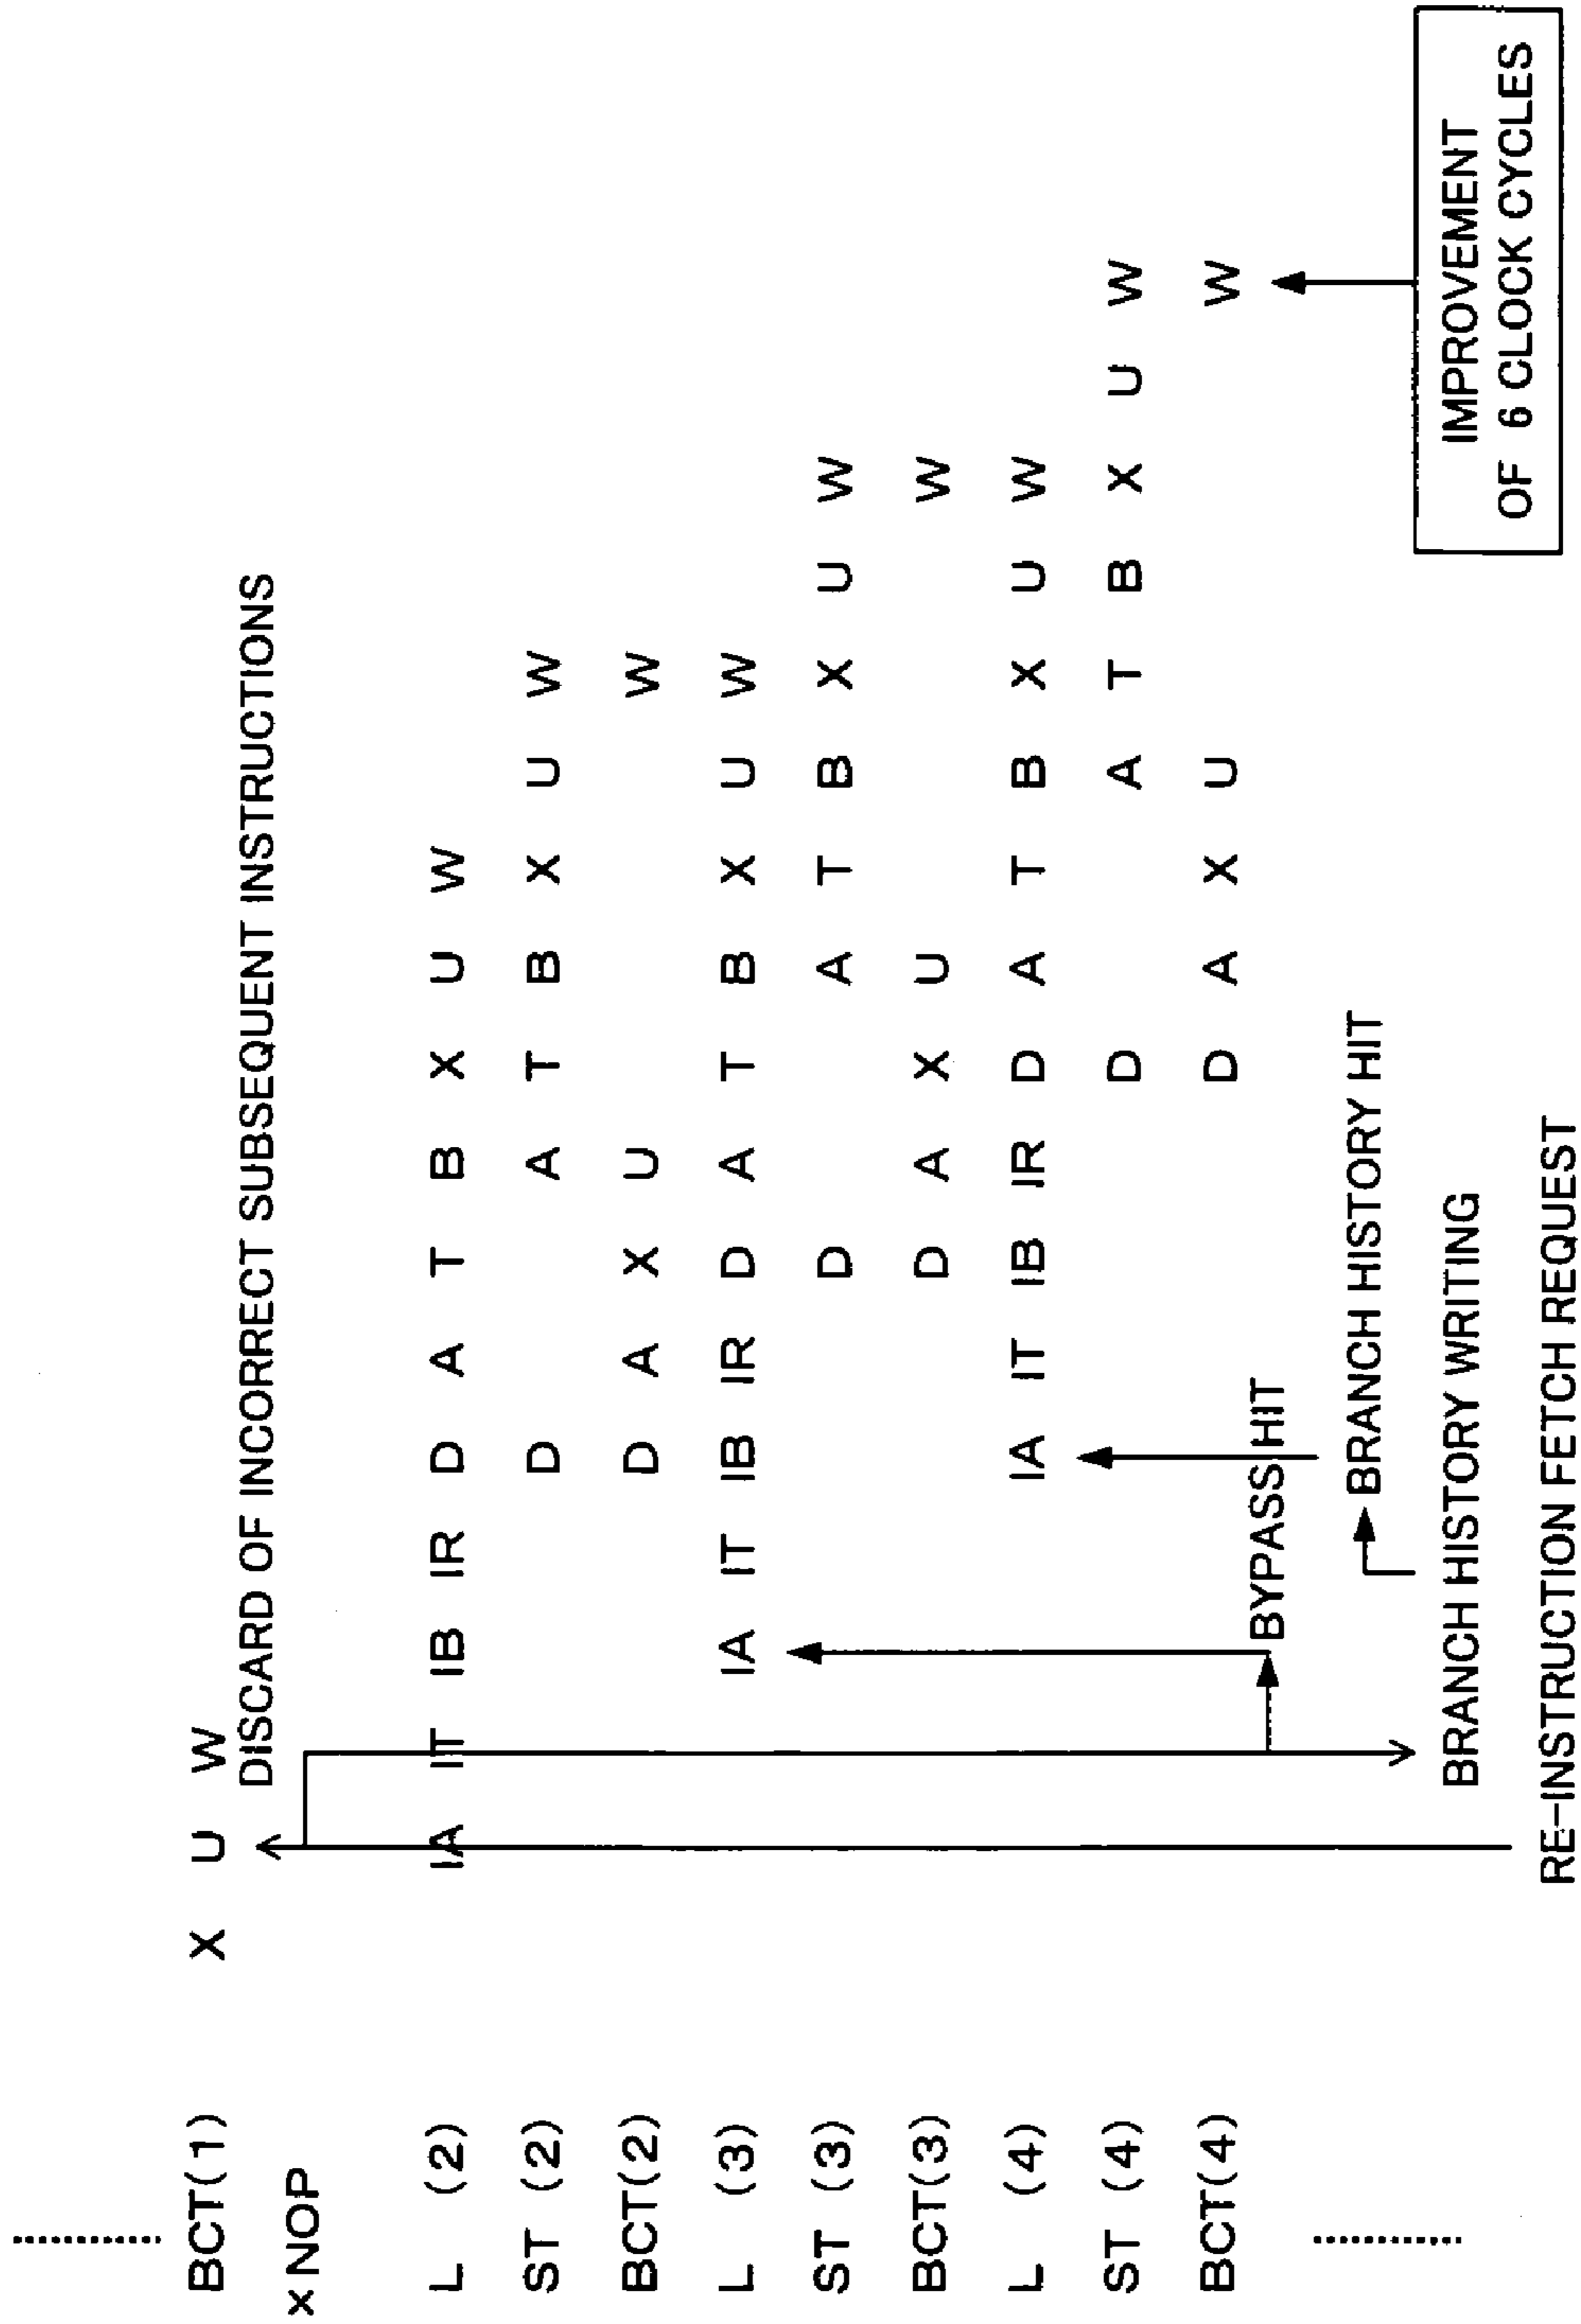 BCT(1) X U W
DISCARD OF INCORRECT SUBSEQUENT INSTRUCTIONS
×NOP
L (2) IA IT IB IR D A T B X U W
ST (2) D A T B X U W
BCT(2) D A X U W
L (3) IA IT IB IR D A T B X U W
ST (3) D A T B X U W
BCT(3) D A X U W
L (4) IA IT IB IR D A T B X U W
ST (4) D A T B X U W
BCT(4) D A X U W
BYPASS HIT
BRANCH HISTORY HIT
BRANCH HISTORY WRITING
RE-INSTRUCTION FETCH REQUEST
IMPROVEMENT
OF 6 CLOCK CYCLES